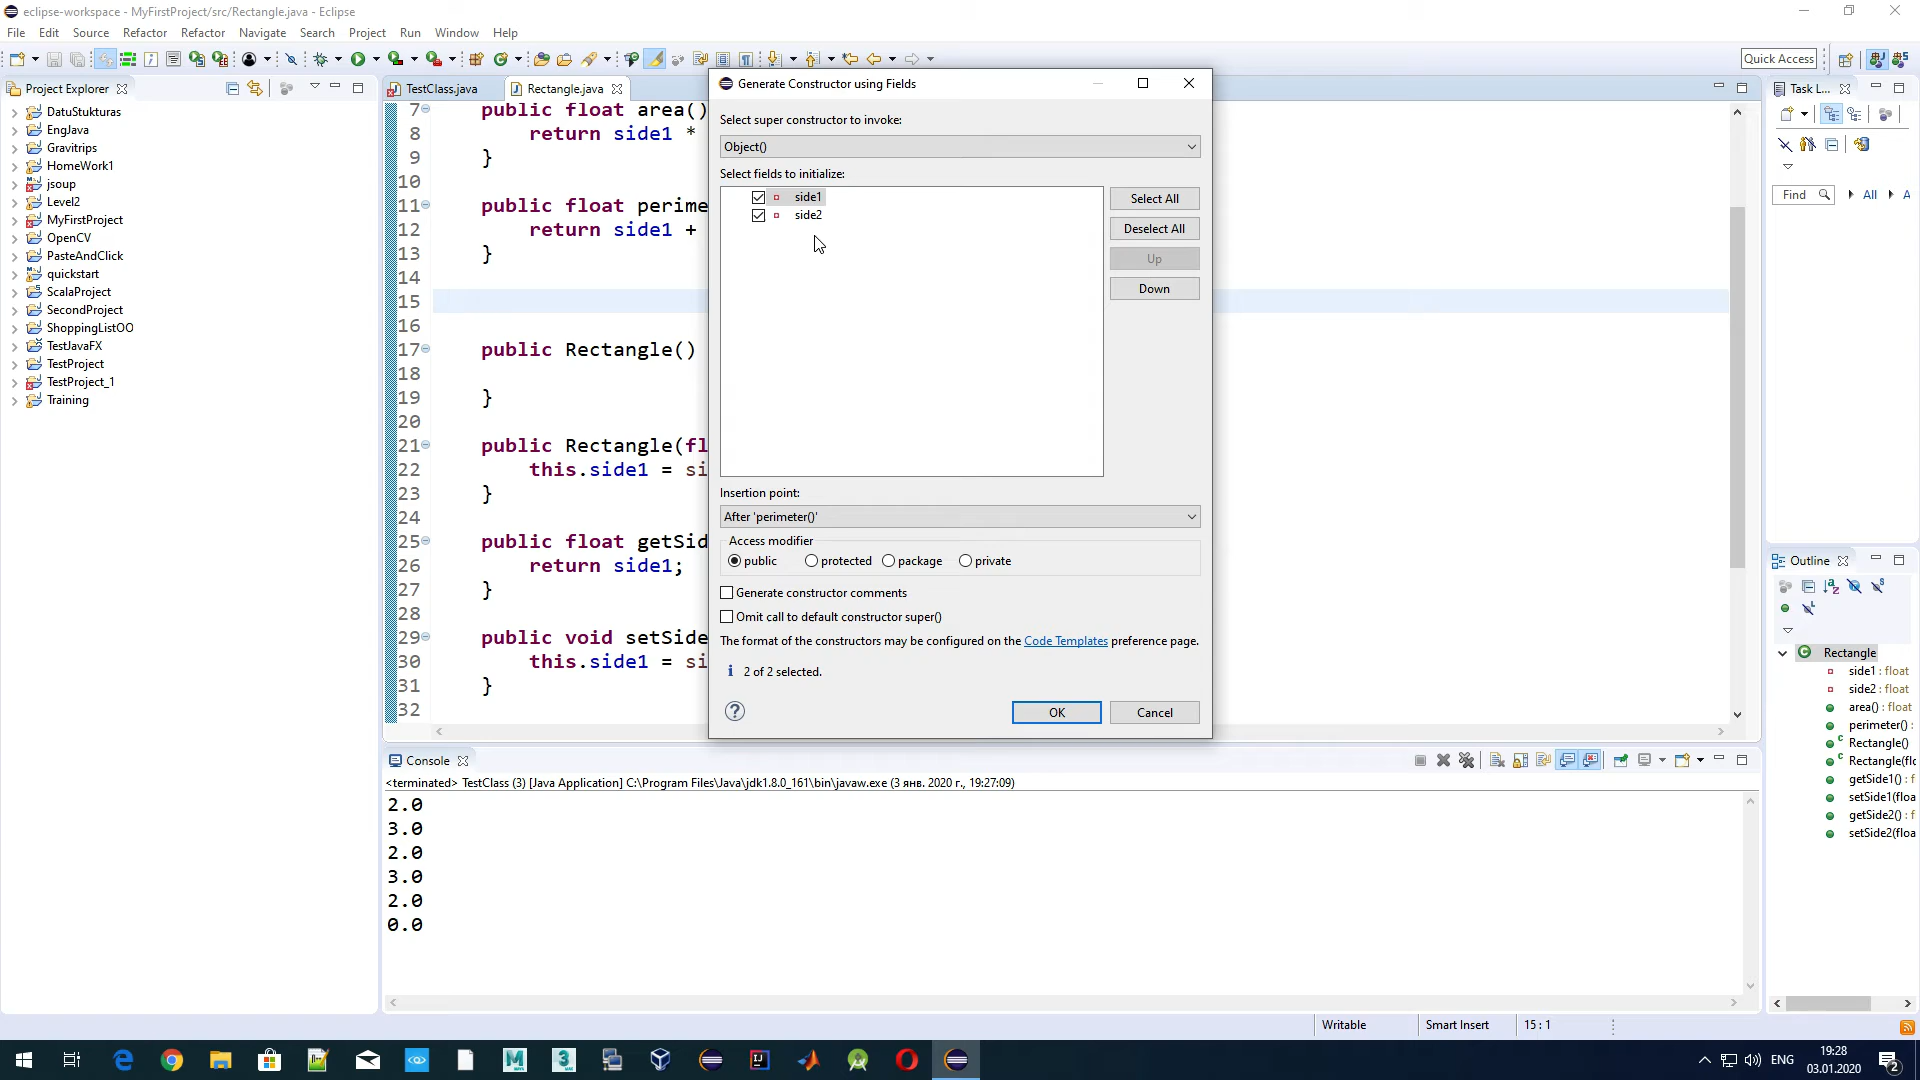 eclipse-workspace - MyFirstProject/src/Rectangle.java - Eclipse
File Edit Source Refactor Refactor Navigate Search Project Run Window Help
Quick Access
Project Explorer
DatuStukturas
EngJava
Gravitrips
HomeWork1
jsoup
Level2
MyFirstProject
OpenCV
PasteAndClick
quickstart
ScalaProject
SecondProject
ShoppingListOO
TestJavaFX
TestProject
TestProject_1
Training
TestClass.java Rectangle.java
7 public float area()
8 return side1 *
9 }
10
11 public float perime
12 return side1 +
13 }
14
15
16
17 public Rectangle()
18
19 }
20
21 public Rectangle(fl
22 this.side1 = si
23 }
24
25 public float getSid
26 return side1;
27 }
28
29 public void setSide
30 this.side1 = si
31 }
32
Generate Constructor using Fields
Select super constructor to invoke:
Object()
Select fields to initialize:
side1
side2
Select All
Deselect All
Up
Down
Insertion point:
After 'perimeter()'
Access modifier
public protected package private
Generate constructor comments
Omit call to default constructor super()
The format of the constructors may be configured on the Code Templates preference page.
2 of 2 selected.
OK Cancel
Task L...
Find All A
Outline
Rectangle
side1 : float
side2 : float
area() : float
perimeter() :
Rectangle()
Rectangle(flo
getSide1() : f
setSide1(floa
getSide2() : f
setSide2(floa
Console
<terminated> TestClass (3) [Java Application] C:\Program Files\Java\jdk1.8.0_161\bin\javaw.exe (3 янв. 2020 г., 19:27:09)
2.0
3.0
2.0
3.0
2.0
0.0
Writable Smart Insert 15 : 1
ENG
19:28
03.01.2020
2